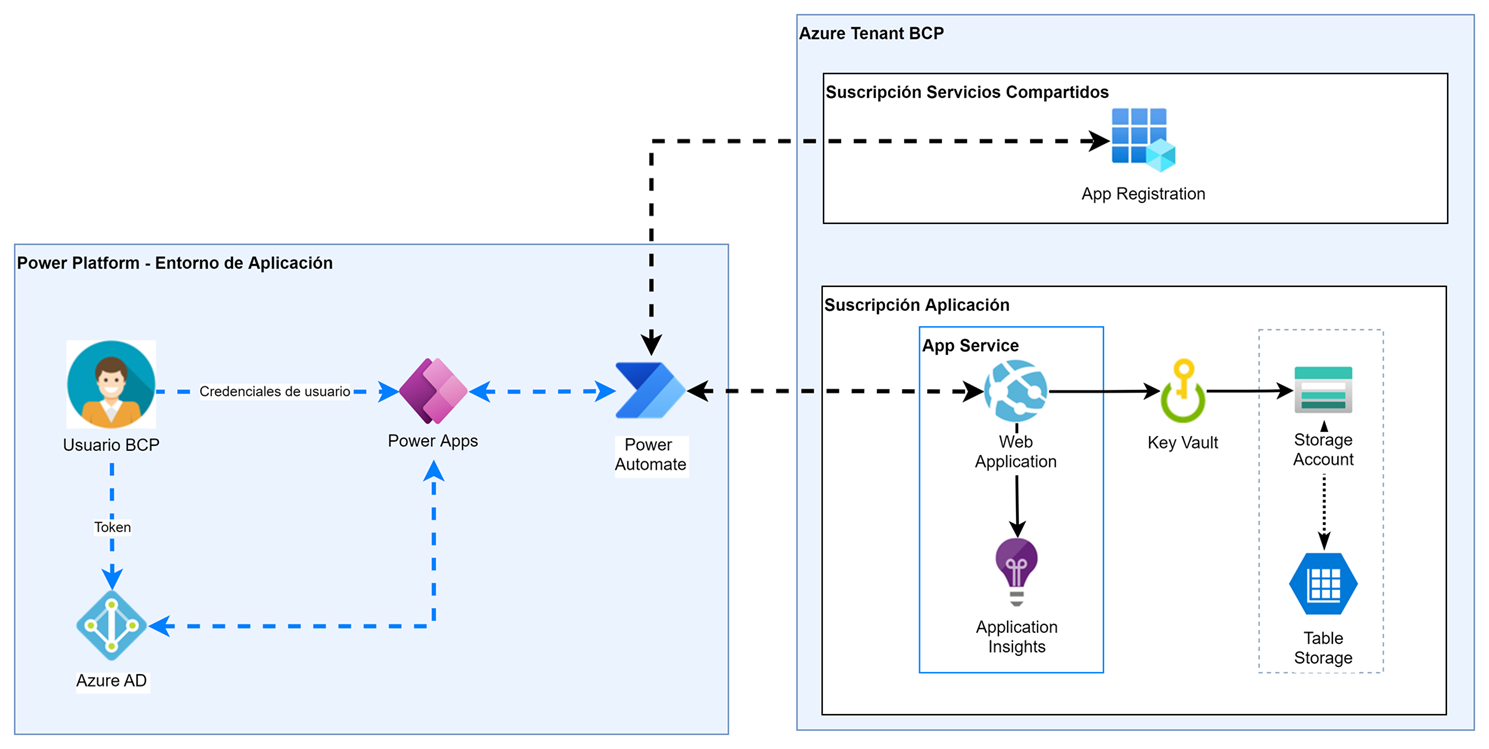 Azure Tenant BCP
Suscripción Servicios Compartidos
App Registration
Power Platform - Entorno de Aplicación
Usuario BCP
Credenciales de usuario
Power Apps
Power
Automate
Token
Azure AD
Suscripción Aplicación
App Service
Web
Application
Key Vault
Storage
Account
Application
Insights
Table
Storage